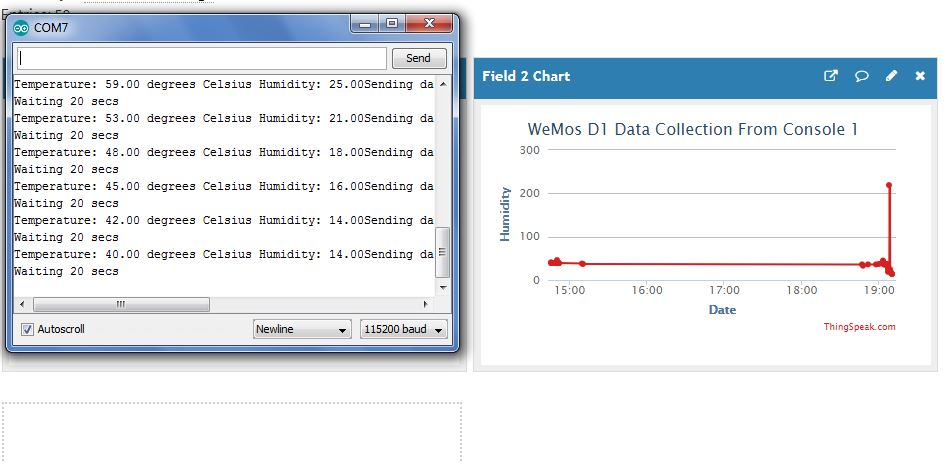 COM7
Send
Temperature: 59.00 degrees Celsius Humidity: 25.00Sending da
Waiting 20 secs
Temperature: 53.00 degrees Celsius Humidity: 21.00Sending da
Waiting 20 secs
Temperature: 48.00 degrees Celsius Humidity: 18.00Sending da
Waiting 20 secs
Temperature: 45.00 degrees Celsius Humidity: 16.00Sending da
Waiting 20 secs
Temperature: 42.00 degrees Celsius Humidity: 14.00Sending da
Waiting 20 secs
Temperature: 40.00 degrees Celsius Humidity: 14.00Sending da
Waiting 20 secs
Autoscroll
Newline
115200 baud
Field 2 Chart
WeMos D1 Data Collection From Console 1
Humidity
300
200
100
0
15:00 16:00 17:00 18:00 19:00
Date
ThingSpeak.com